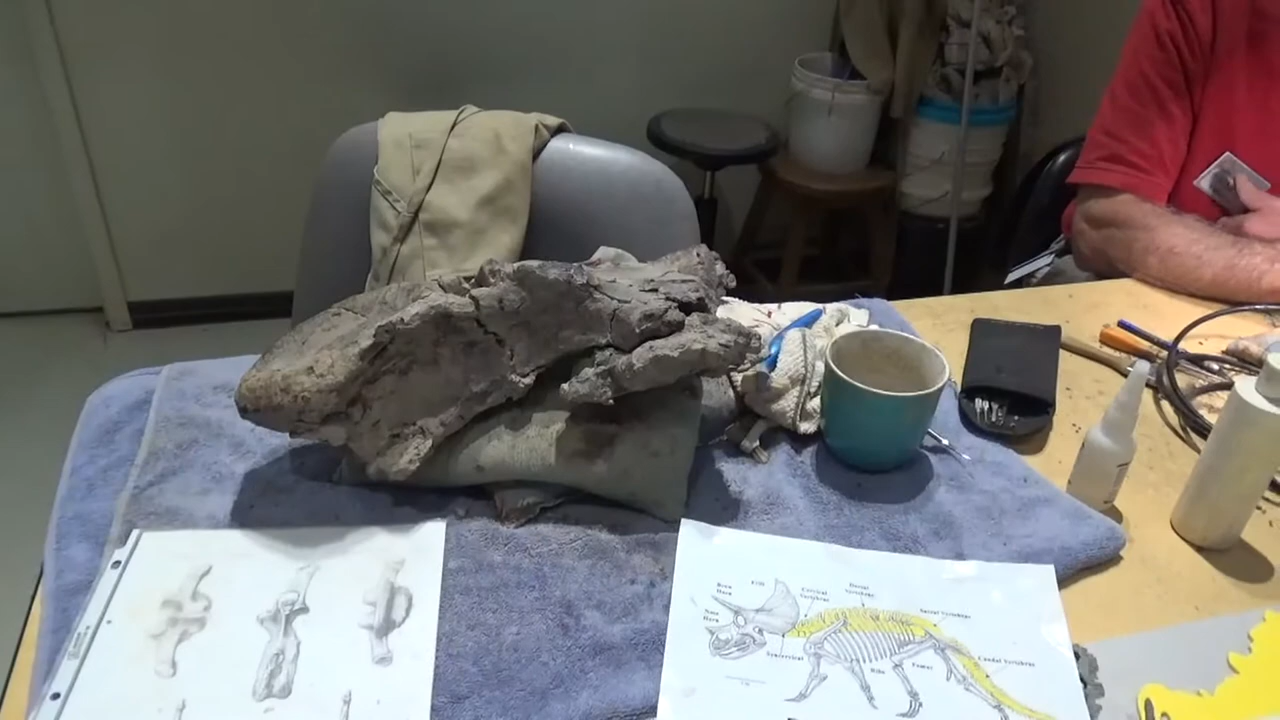 Brow
Horn
Frill
Cervical
Vertebrae
Dorsal
Vertebrae
Sacral Vertebrae
Nose
Horn
Syncervical
Ribs
Femur
Caudal Vertebrae